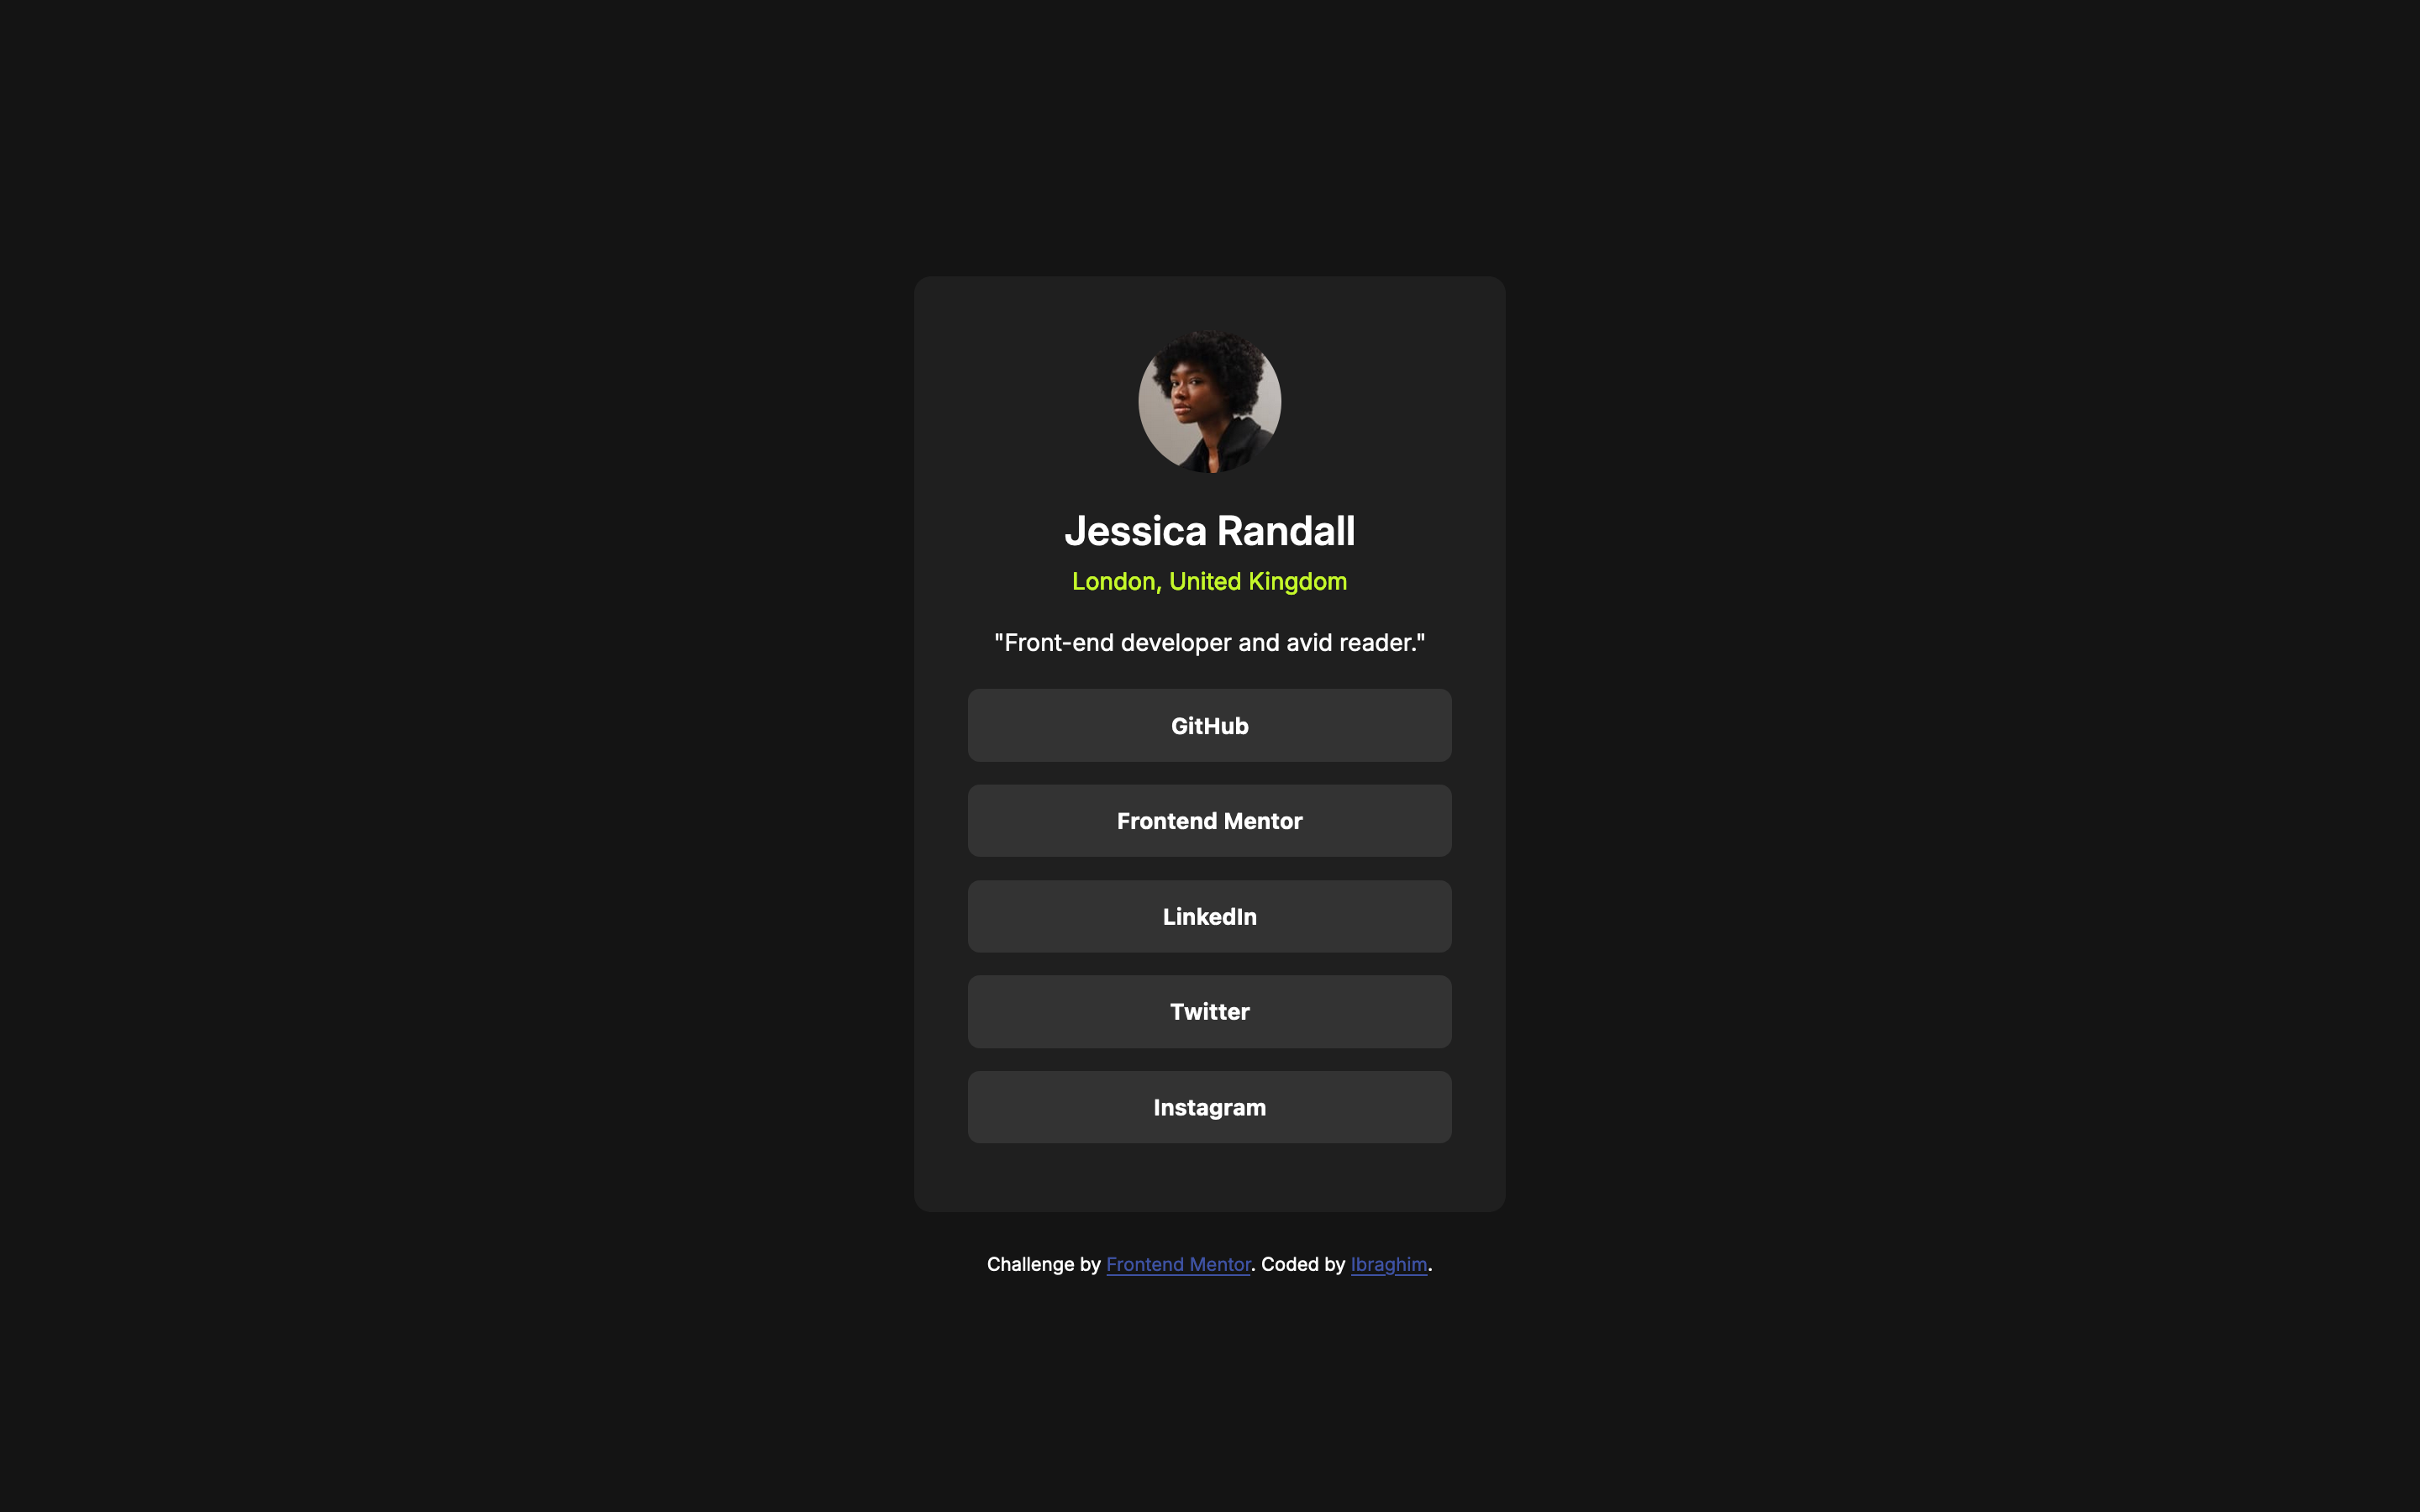 Jessica Randall
London, United Kingdom
"Front-end developer and avid reader."
GitHub
Frontend Mentor
LinkedIn
Twitter
Instagram
Challenge by Frontend Mentor. Coded by Ibraghim.